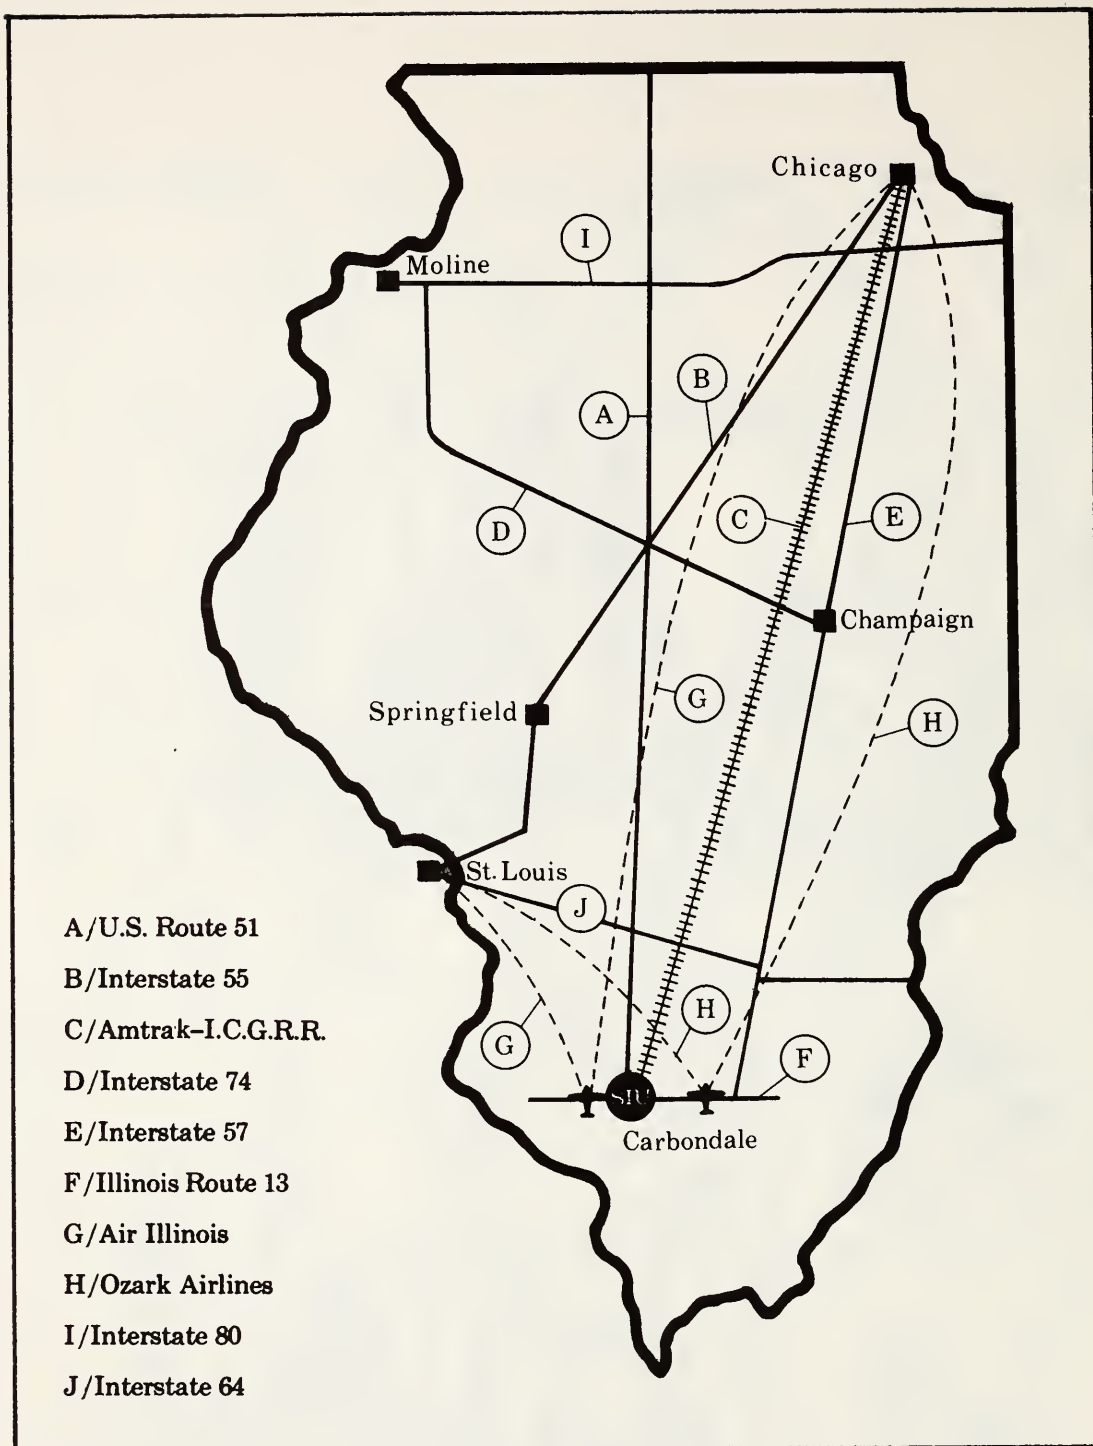 Chicago
I
Moline
B
A
C
E
D
Champaign
G
Springfield
H
St. Louis
J
H
G
F
SIU
Carbondale
A/U.S. Route 51
B/Interstate 55
C/Amtrak-I.C.G.R.R.
D/Interstate 74
E/Interstate 57
F/Illinois Route 13
G/Air Illinois
H/Ozark Airlines
I/Interstate 80
J/Interstate 64